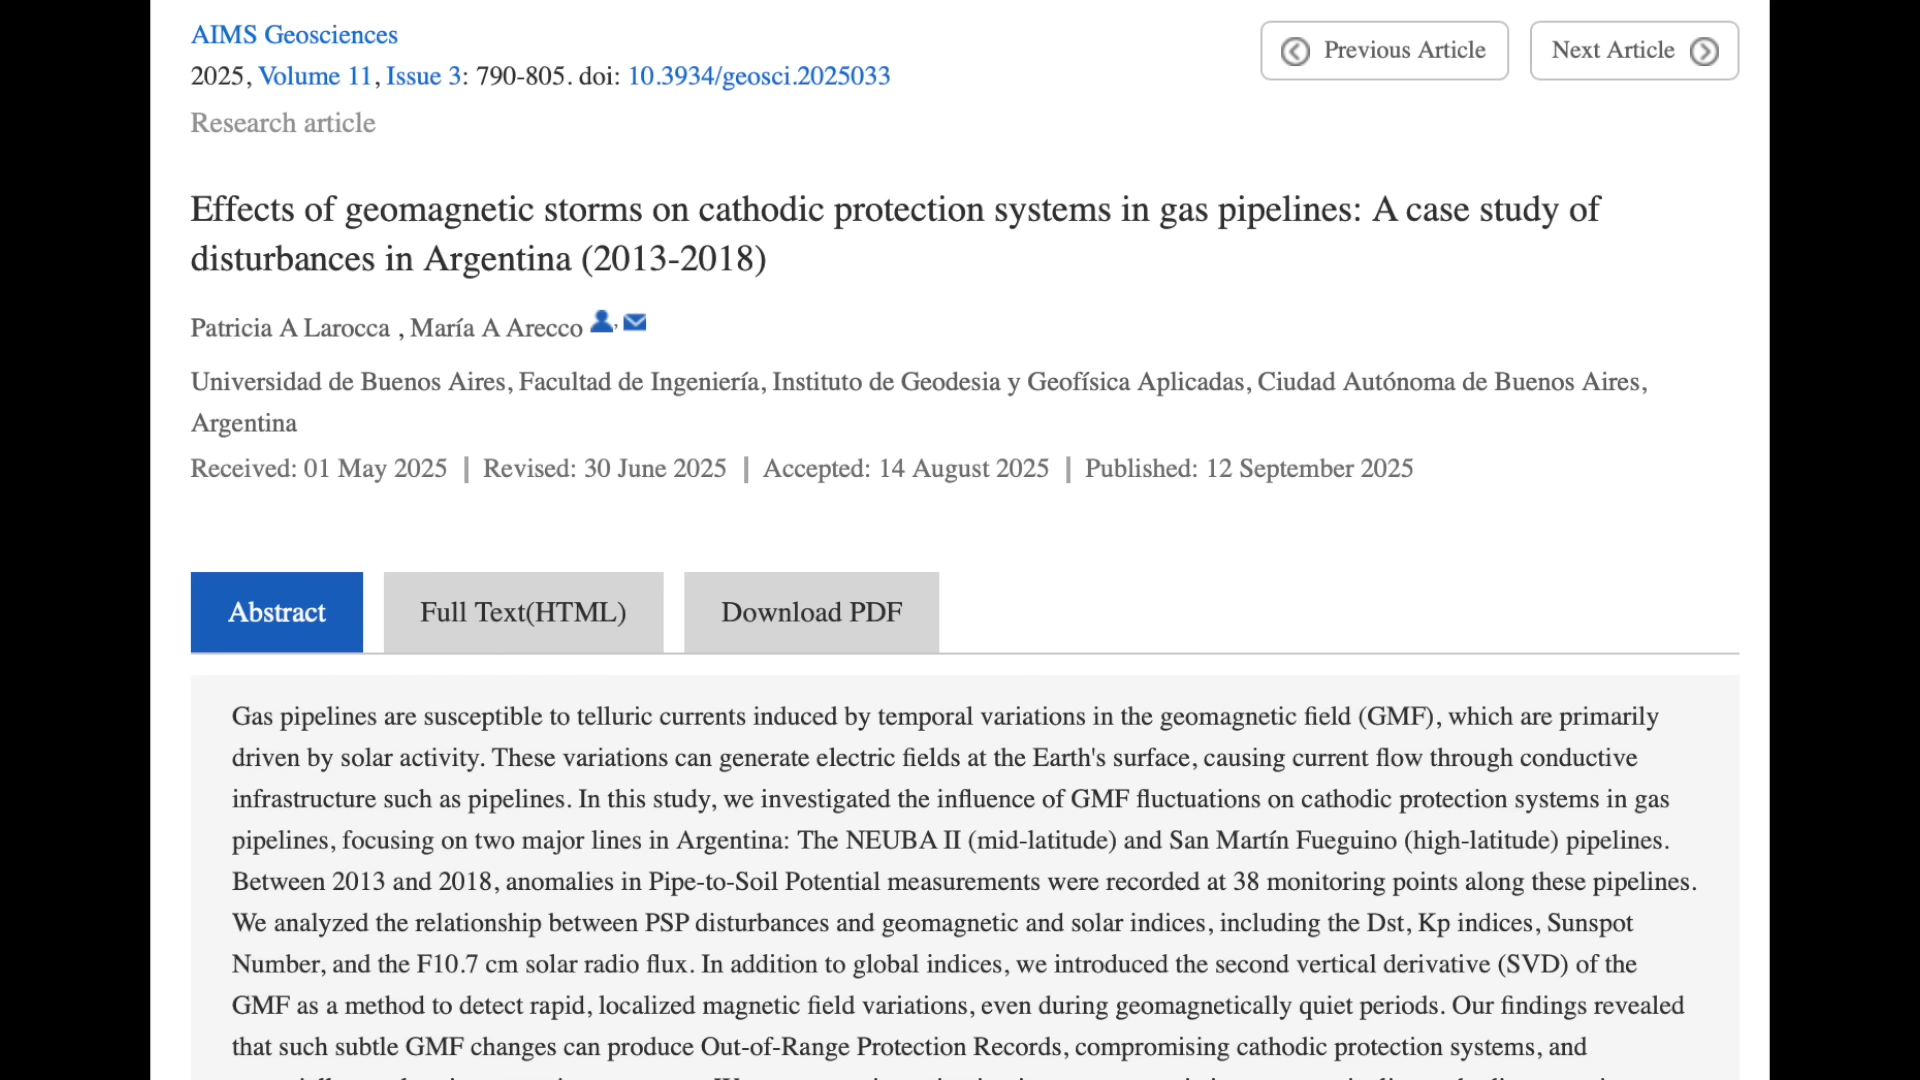 AIMS Geosciences
2025, Volume 11, Issue 3: 790-805. doi: 10.3934/geosci.2025033
Previous Article
Next Article
Research article
Effects of geomagnetic storms on cathodic protection systems in gas pipelines: A case study of
disturbances in Argentina (2013-2018)
Patricia A Larocca , María A Arecco ,
Universidad de Buenos Aires, Facultad de Ingeniería, Instituto de Geodesia y Geofísica Aplicadas, Ciudad Autónoma de Buenos Aires,
Argentina
Received: 01 May 2025 | Revised: 30 June 2025 | Accepted: 14 August 2025 | Published: 12 September 2025
Abstract
Full Text(HTML)
Download PDF
Gas pipelines are susceptible to telluric currents induced by temporal variations in the geomagnetic field (GMF), which are primarily
driven by solar activity. These variations can generate electric fields at the Earth's surface, causing current flow through conductive
infrastructure such as pipelines. In this study, we investigated the influence of GMF fluctuations on cathodic protection systems in gas
pipelines, focusing on two major lines in Argentina: The NEUBA II (mid-latitude) and San Martín Fueguino (high-latitude) pipelines.
Between 2013 and 2018, anomalies in Pipe-to-Soil Potential measurements were recorded at 38 monitoring points along these pipelines.
We analyzed the relationship between PSP disturbances and geomagnetic and solar indices, including the Dst, Kp indices, Sunspot
Number, and the F10.7 cm solar radio flux. In addition to global indices, we introduced the second vertical derivative (SVD) of the
GMF as a method to detect rapid, localized magnetic field variations, even during geomagnetically quiet periods. Our findings revealed
that such subtle GMF changes can produce Out-of-Range Protection Records, compromising cathodic protection systems, and